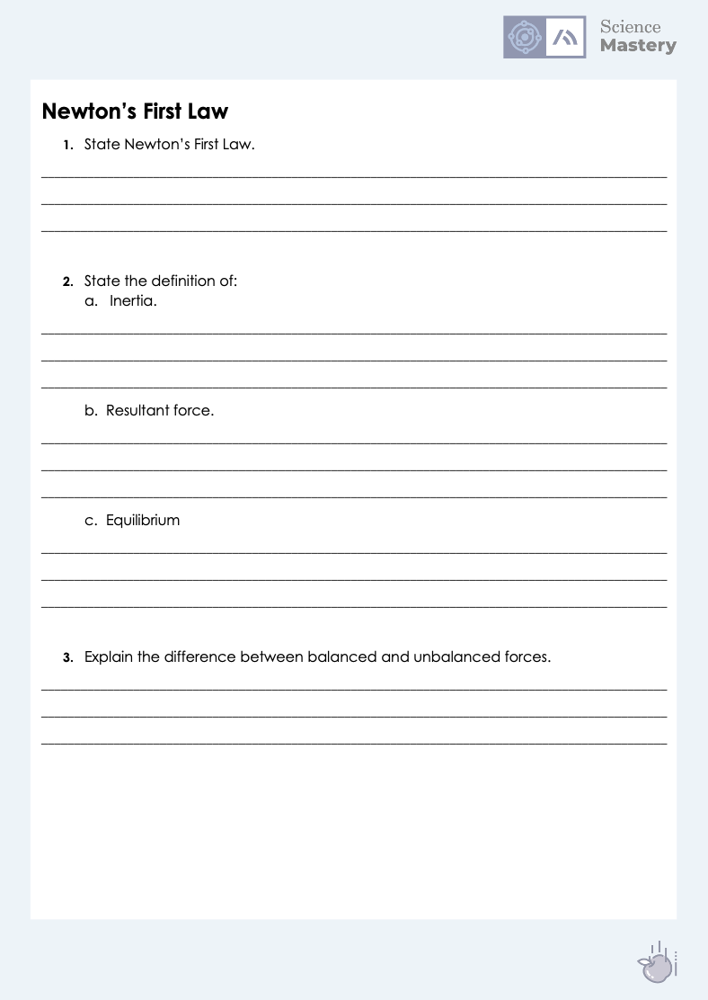 Science
Mastery
Newton’s First Law
1. State Newton’s First Law.
2. State the definition of:
a. Inertia.
b. Resultant force.
c. Equilibrium
3. Explain the difference between balanced and unbalanced forces.